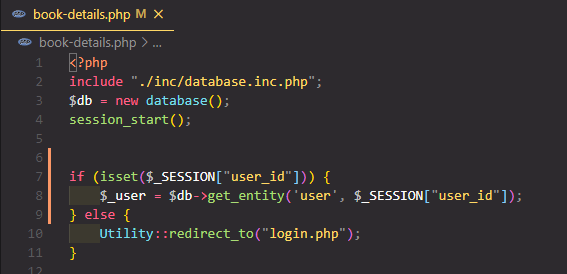 book-details.php M ×
book-details.php > ...
1 <?php
2 include "./inc/database.inc.php";
3 $db = new database();
4 session_start();
5
6
7 if (isset($_SESSION["user_id"])) {
8 $_user = $db->get_entity('user', $_SESSION["user_id"]);
9 } else {
10 Utility::redirect_to("login.php");
11 }
12